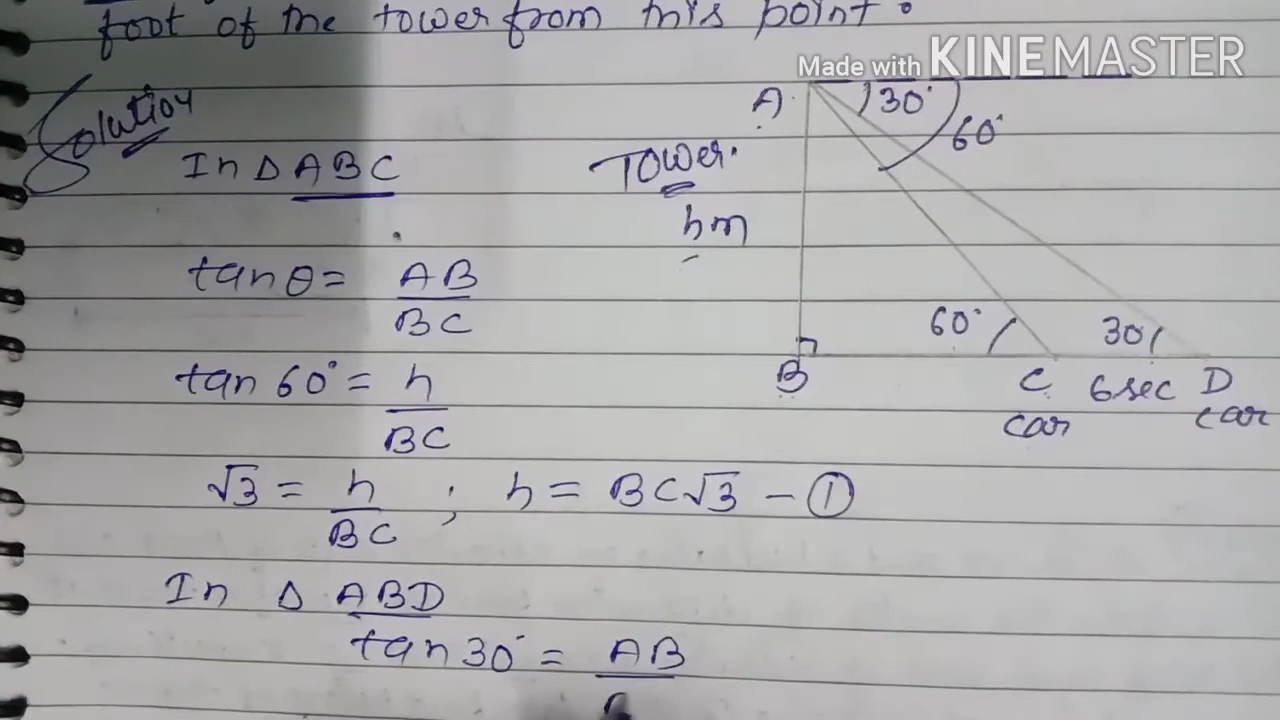 foot of the tower from this point.
Made with KINEMASTER
Solution
In Δ ABC
tanθ = AB
BC
tan 60° = h
BC
√3 = h ; h = BC√3 - ①
BC
In Δ ABD
tan 30° = AB
A
30°
60°
Tower.
hm
60°
30
B
C 6sec D
car car